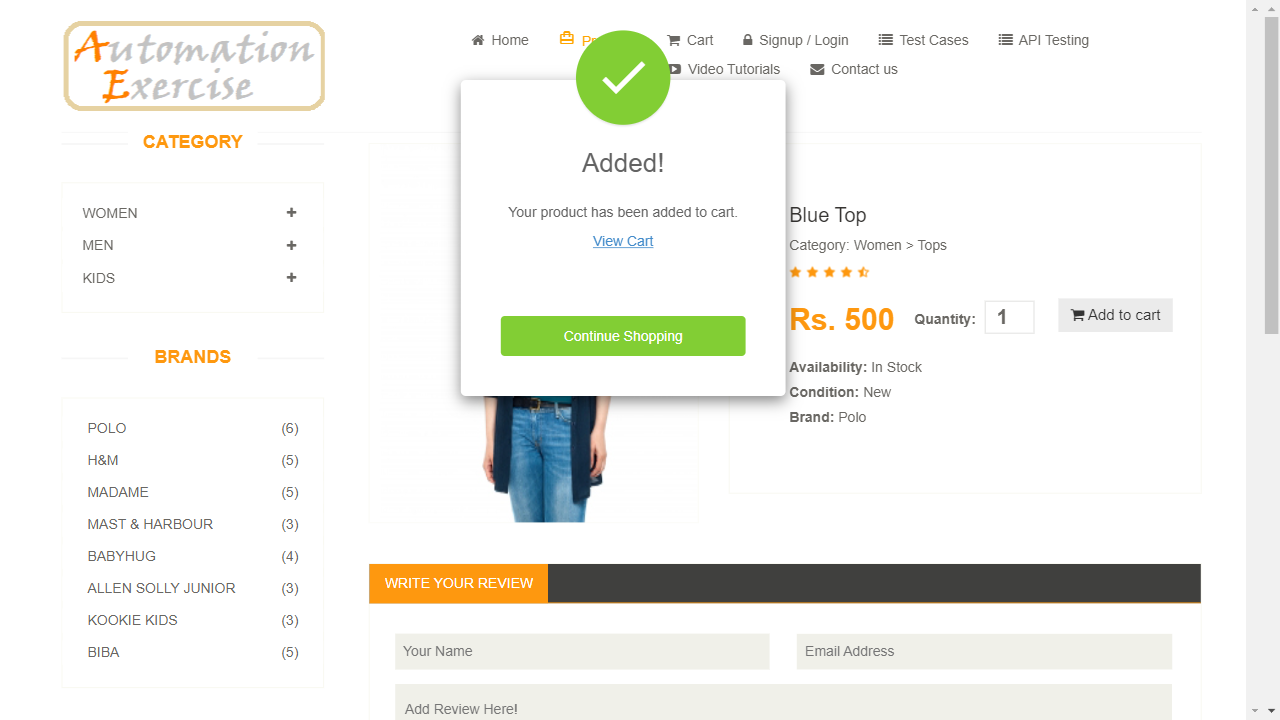 Automation
Exercise
Home
Cart
Signup / Login
Test Cases
API Testing
Video Tutorials
Contact us
Added!
Your product has been added to cart.
View Cart
Continue Shopping
CATEGORY
WOMEN
MEN
KIDS
BRANDS
POLO (6)
H&M (5)
MADAME (5)
MAST & HARBOUR (3)
BABYHUG (4)
ALLEN SOLLY JUNIOR (3)
KOOKIE KIDS (3)
BIBA (5)
Blue Top
Category: Women > Tops
Rs. 500 Quantity: 1 Add to cart
Availability: In Stock
Condition: New
Brand: Polo
WRITE YOUR REVIEW
Your Name
Email Address
Add Review Here!